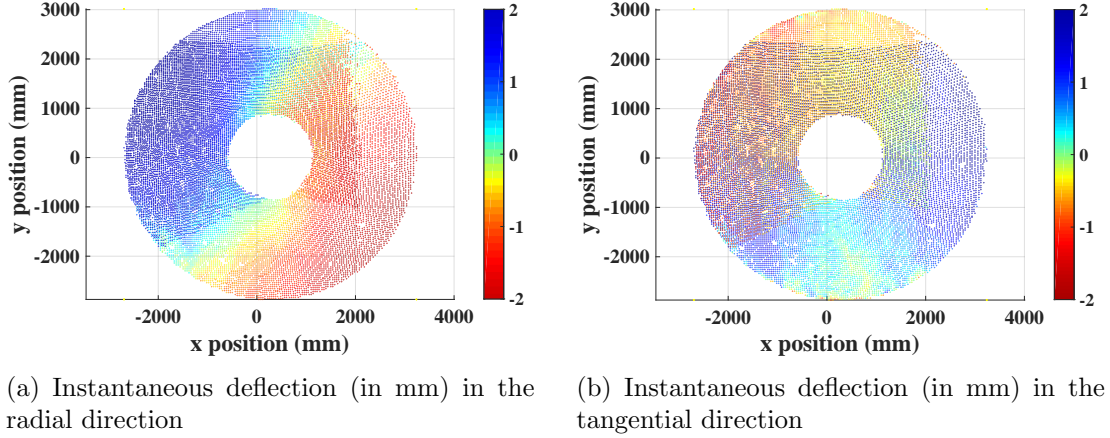 3000
2000
1000
0
-1000
-2000
y position (mm)
-2000 0 2000 4000
x position (mm)
2
1
0
-1
-2
3000
2000
1000
0
-1000
-2000
y position (mm)
-2000 0 2000 4000
x position (mm)
2
1
0
-1
-2
(a) Instantaneous deflection (in mm) in the
radial direction
(b) Instantaneous deflection (in mm) in the
tangential direction